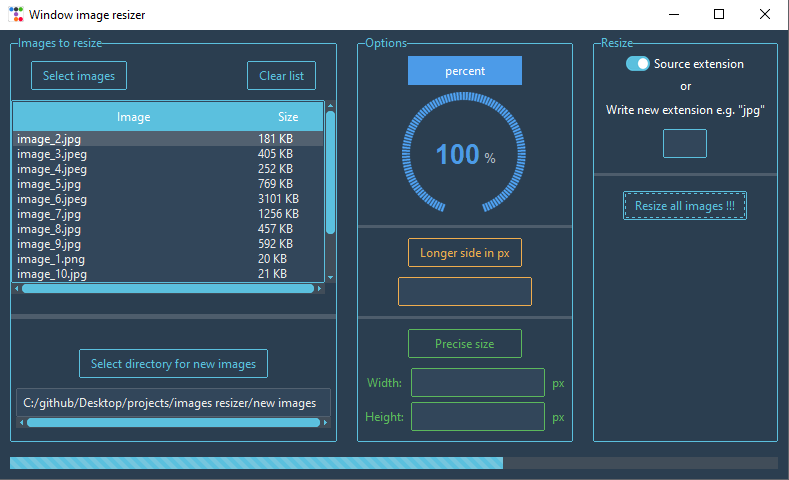 Window image resizer
Images to resize
Select images
Clear list
Image Size
image_2.jpg 181 KB
image_3.jpeg 405 KB
image_4.jpeg 252 KB
image_5.jpg 769 KB
image_6.jpeg 3101 KB
image_7.jpg 1256 KB
image_8.jpg 457 KB
image_9.jpg 592 KB
image_1.png 20 KB
image_10.jpg 21 KB
Select directory for new images
C:/github/Desktop/projects/images resizer/new images
Options
percent
100 %
Longer side in px
Precise size
Width: px
Height: px
Resize
Source extension
or
Write new extension e.g. "jpg"
Resize all images !!!